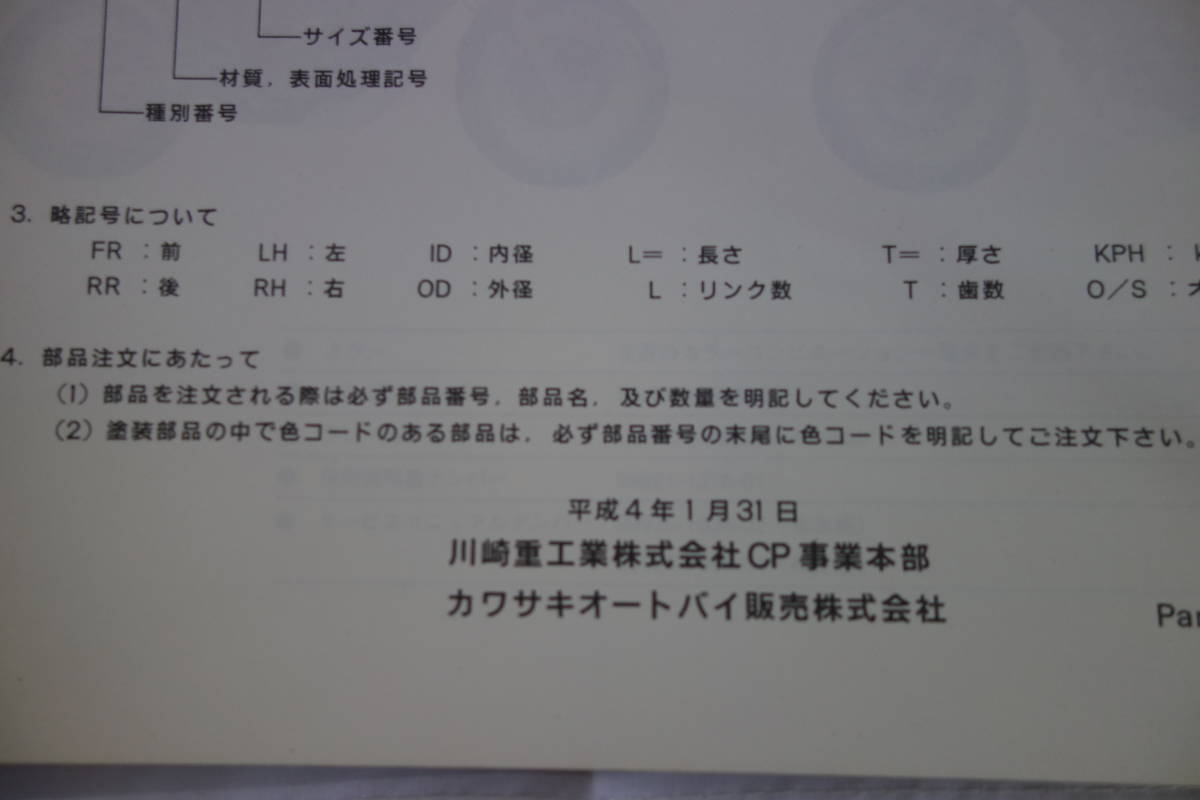 サイズ番号
材質，表面処理記号
種別番号
3．略記号について
FR ：前 LH ：左 ID ：内径 L＝ ：長さ T＝ ：厚さ KPH ：
RR ：後 RH ：右 OD ：外径 L ：リンク数 T ：歯数 O／S ：オ
4．部品注文にあたって
（1）部品を注文される際は必ず部品番号，部品名，及び数量を明記してください。
（2）塗装部品の中で色コードのある部品は，必ず部品番号の末尾に色コードを明記してご注文下さい。
平成4年1月31日
川崎重工業株式会社CP事業本部
カワサキオートバイ販売株式会社
Par